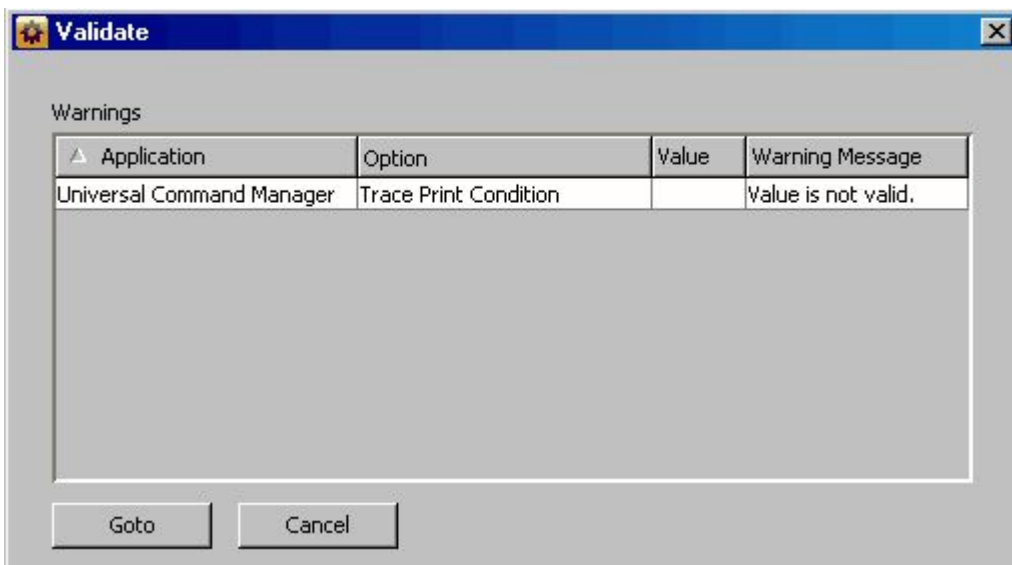 Validate
Warnings
Application Option Value Warning Message
Universal Command Manager Trace Print Condition Value is not valid.
Goto Cancel